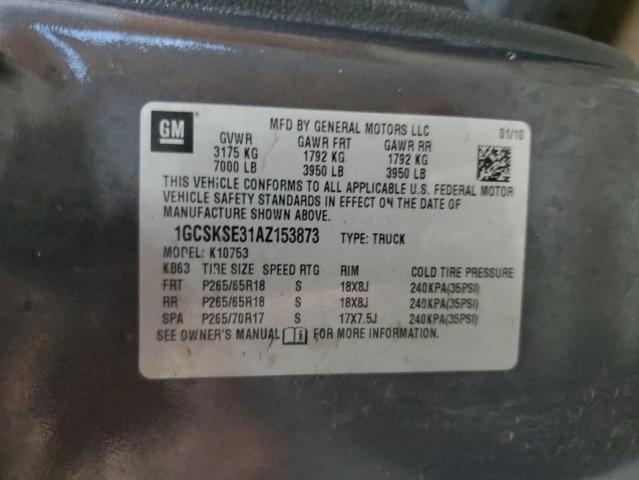 GM
MFD BY GENERAL MOTORS LLC 01/10
GVWR GAWR FRT GAWR RR
3175 KG 1792 KG 1792 KG
7000 LB 3950 LB 3950 LB
THIS VEHICLE CONFORMS TO ALL APPLICABLE U.S. FEDERAL MOTOR
VEHICLE SAFETY STANDARDS IN EFFECT ON THE DATE OF
MANUFACTURE SHOWN ABOVE.
1GCSKSE31AZ153873 TYPE: TRUCK
MODEL: K10753
KB63 TIRE SIZE SPEED RTG RIM COLD TIRE PRESSURE
FRT P265/65R18 S 18X8J 240KPA(35PSI)
RR P265/65R18 S 18X8J 240KPA(35PSI)
SPA P265/70R17 S 17X7.5J 240KPA(35PSI)
SEE OWNER'S MANUAL i FOR MORE INFORMATION.